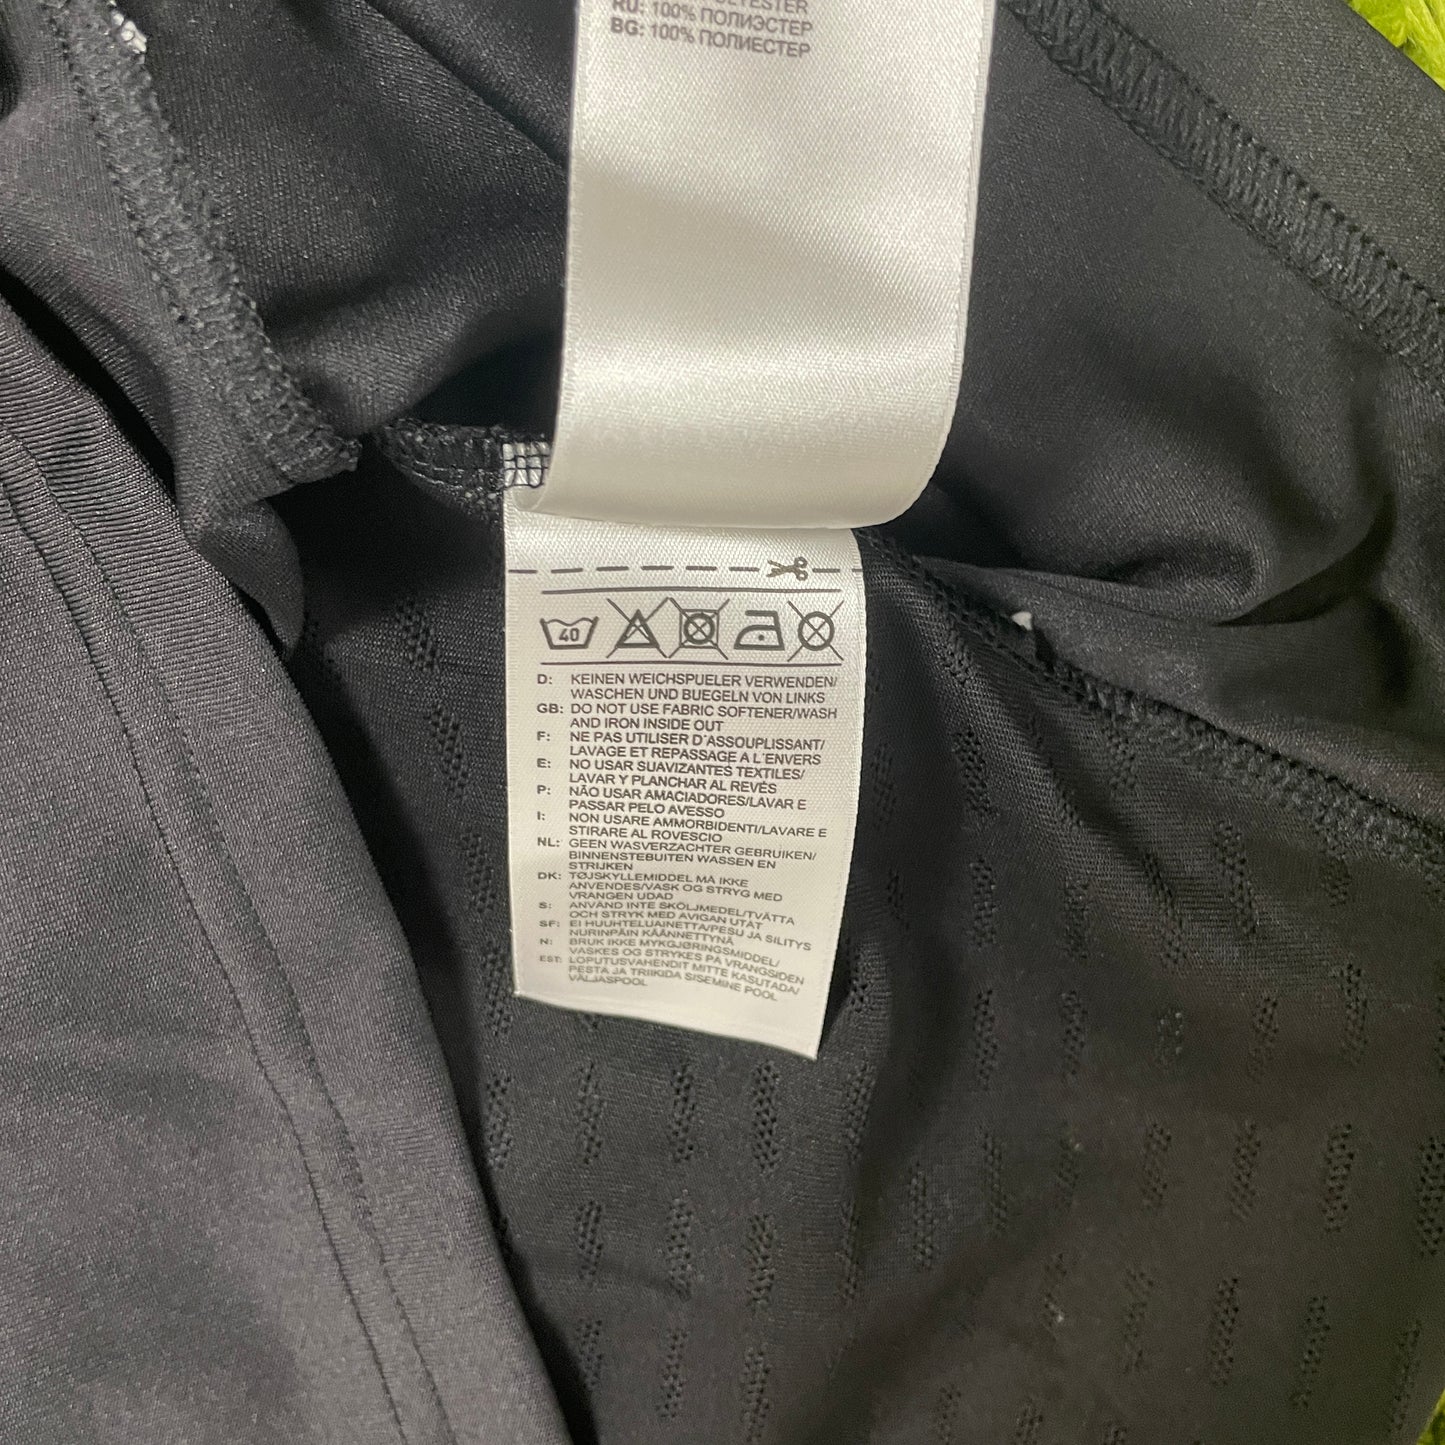 RU: 100% ПОЛИЭСТЕР
BG: 100% ПОЛИЕСТЕР
40
D: KEINEN WEICHSPUELER VERWENDEN/
WASCHEN UND BUEGELN VON LINKS
GB: DO NOT USE FABRIC SOFTENER/WASH
AND IRON INSIDE OUT
F: NE PAS UTILISER D'ASSOUPLISSANT/
LAVAGE ET REPASSAGE A L'ENVERS
E: NO USAR SUAVIZANTES TEXTILES/
LAVAR Y PLANCHAR AL REVÉS
P: NÃO USAR AMACIADORES/LAVAR E
PASSAR PELO AVESSO
I: NON USARE AMMORBIDENTI/LAVARE E
STIRARE AL ROVESCIO
NL: GEEN WASVERZACHTER GEBRUIKEN/
BINNENSTEBUITEN WASSEN EN
STRIJKEN
DK: TØJSKYLLEMIDDEL MÅ IKKE
ANVENDES/VASK OG STRYG MED
VRANGEN UDAD
S: ANVÄND INTE SKÖLJMEDEL/TVÄTTA
OCH STRYK MED AVIGAN UTÅT
SF: EI HUUHTELUAINETTA/PESU JA SILITYS
NURINPÄIN KÄÄNNETTYNÄ
N: BRUK IKKE MYKGJØRINGSMIDDEL/
VASKES OG STRYKES PÅ VRANGSIDEN
EST: LOPUTUSVAHENDIT MITTE KASUTADA/
PESTA JA TRIIKIDA SISEMINE POOL
VÄLJASPOOL